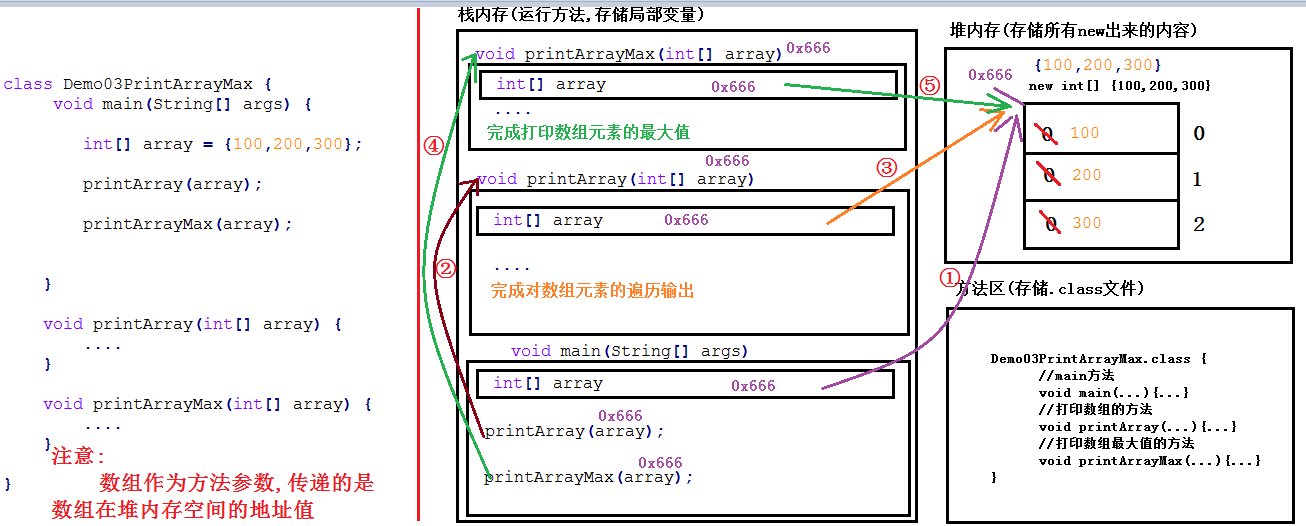 class Demo03PrintArrayMax {
void main(String[] args) {
int[] array = {100,200,300};
printArray(array);
printArrayMax(array);
}
void printArray(int[] array) {
....
}
void printArrayMax(int[] array) {
....
}
}
注意:
数组作为方法参数,传递的是
数组在堆内存空间的地址值
栈内存(运行方法,存储局部变量)
void printArrayMax(int[] array) 0x666
int[] array 0x666
....
完成打印数组元素的最大值
④
⑤
0x666
void printArray(int[] array)
③
int[] array 0x666
....
②
完成对数组元素的遍历输出
void main(String[] args)
int[] array 0x666
①
0x666
printArray(array);
0x666
printArrayMax(array);
堆内存(存储所有new出来的内容)
{100,200,300}
0x666
new int[] {100,200,300}
0 100 0
0 200 1
0 300 2
方法区(存储.class文件)
Demo03PrintArrayMax.class {
//main方法
void main(...){...}
//打印数组的方法
void printArray(...){...}
//打印数组最大值的方法
void printArrayMax(...){...}
}